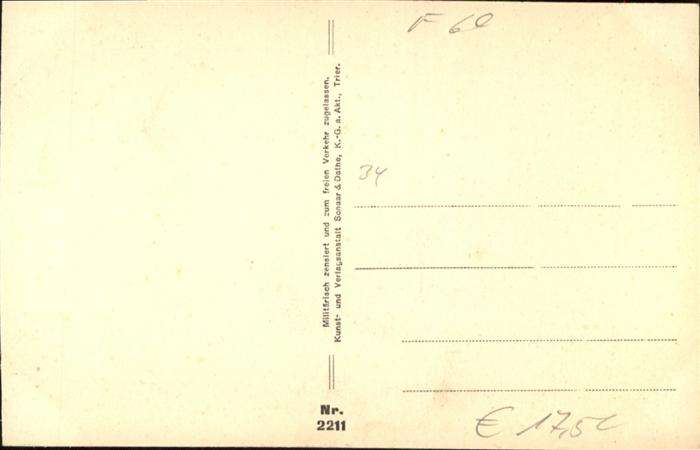 F 60
34
Militärisch zensiert und zum freien Verkehr zugelassen.
Kunst- und Verlagsanstalt Schaar & Dathe, K.-G. a. Akt., Trier.
Nr.
2211
€ 17,50